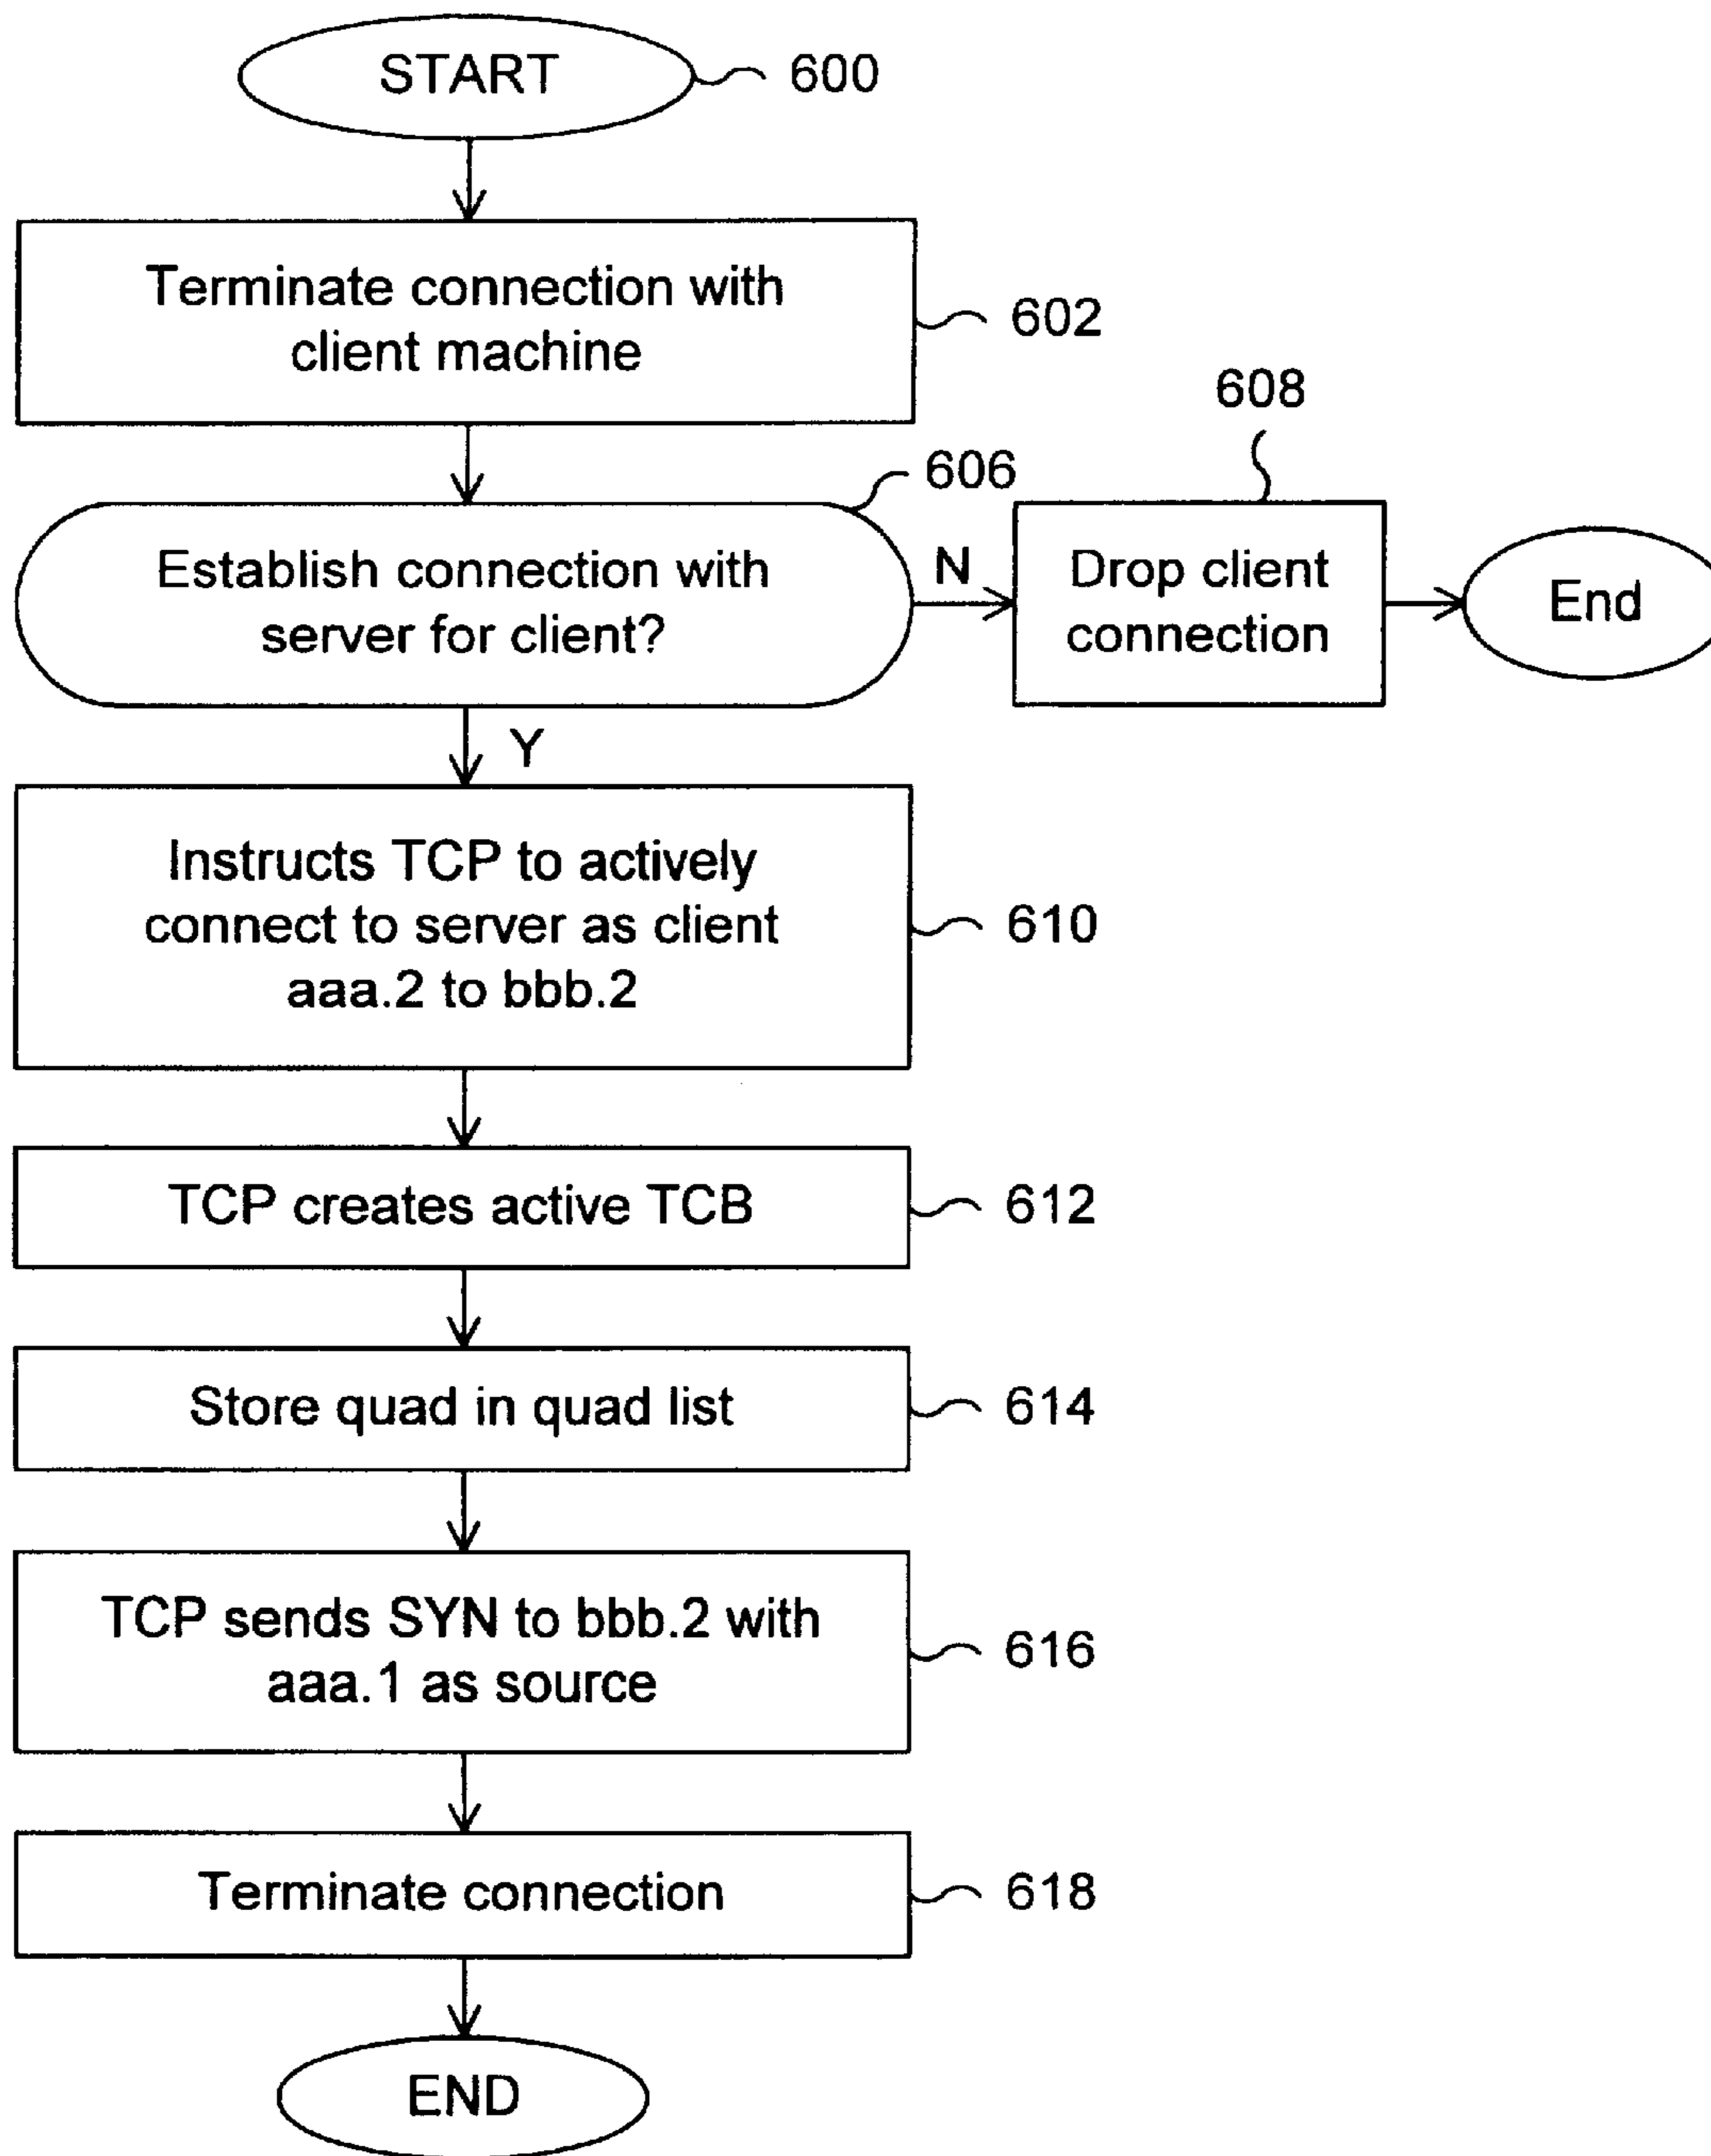 START
600
Terminate connection with
client machine
602
606
Establish connection with
server for client?
N
608
Drop client
connection
End
Y
Instructs TCP to actively
connect to server as client
aaa.2 to bbb.2
610
TCP creates active TCB
612
Store quad in quad list
614
TCP sends SYN to bbb.2 with
aaa.1 as source
616
Terminate connection
618
END